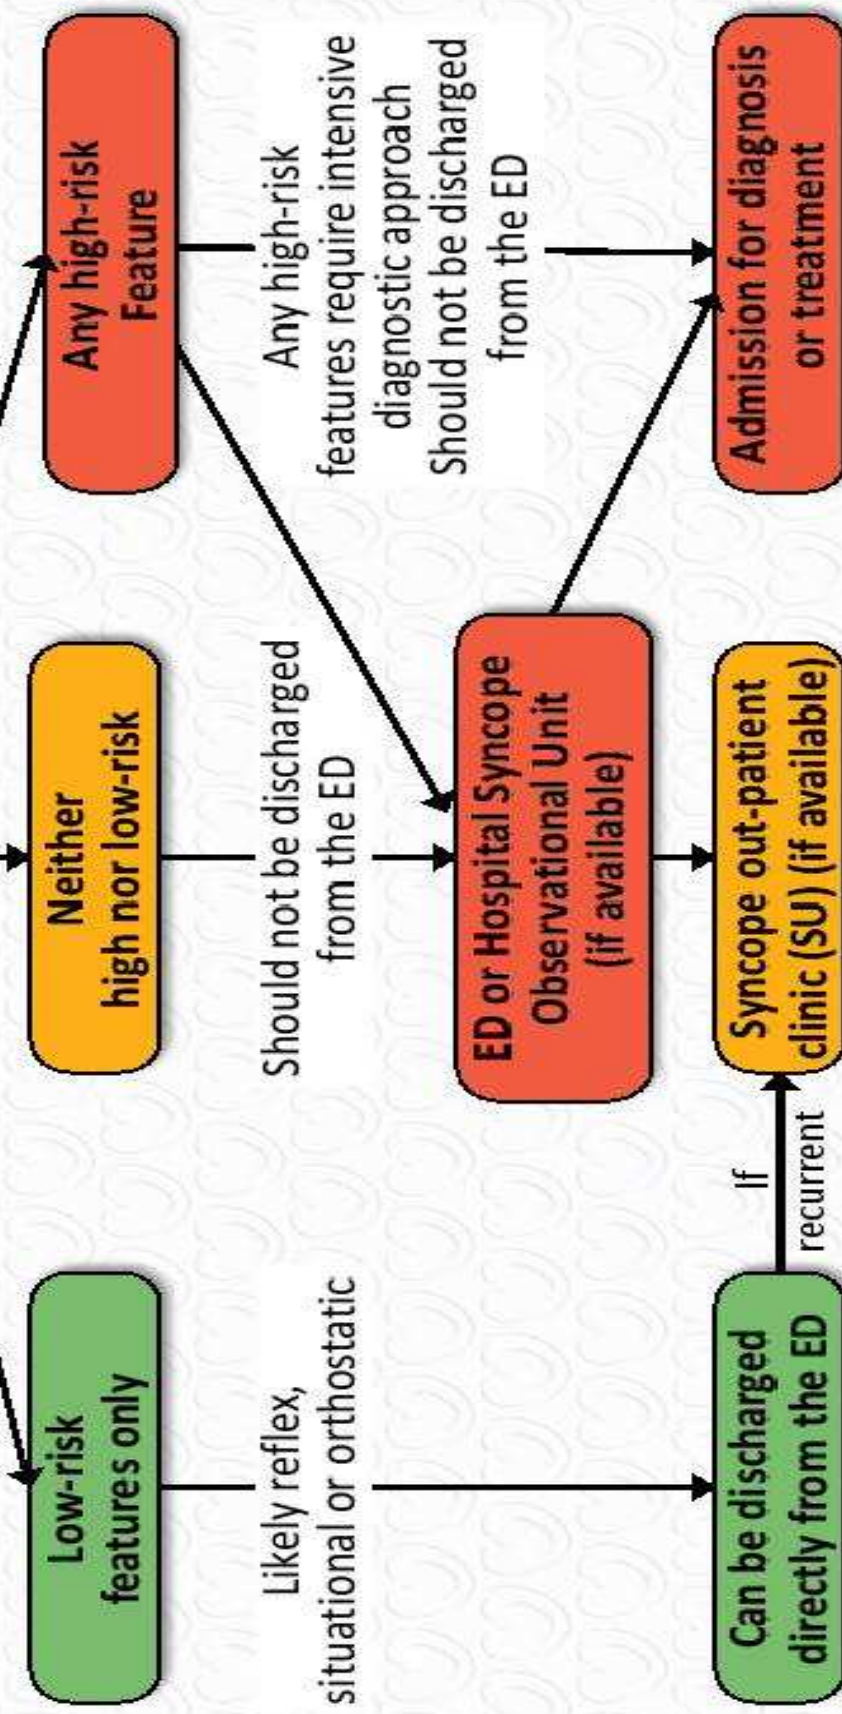 Low-risk
features only
Neither
high nor low-risk
Any high-risk
Feature
Likely reflex,
situational or orthostatic
Should not be discharged
from the ED
Any high-risk
features require intensive
diagnostic approach
Should not be discharged
from the ED
ED or Hospital Syncope
Observational Unit
(if available)
Can be discharged
directly from the ED
If
recurrent
Syncope out-patient
clinic (SU) (if available)
Admission for diagnosis
or treatment